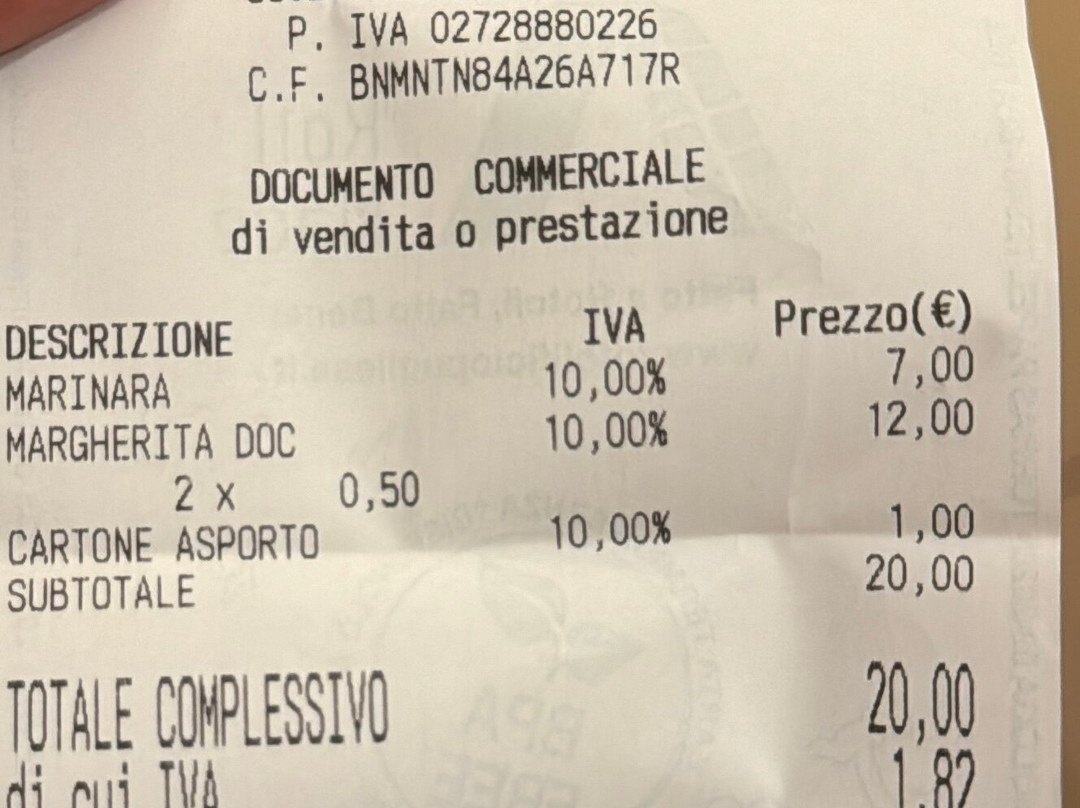 P. IVA 02728880226
C.F. BNMNTN84A26A717R
DOCUMENTO COMMERCIALE
di vendita o prestazione
DESCRIZIONE IVA Prezzo(€)
MARINARA 10,00% 7,00
MARGHERITA DOC 10,00% 12,00
2 x 0,50
CARTONE ASPORTO 10,00% 1,00
SUBTOTALE 20,00
TOTALE COMPLESSIVO 20,00
di cui IVA 1,82